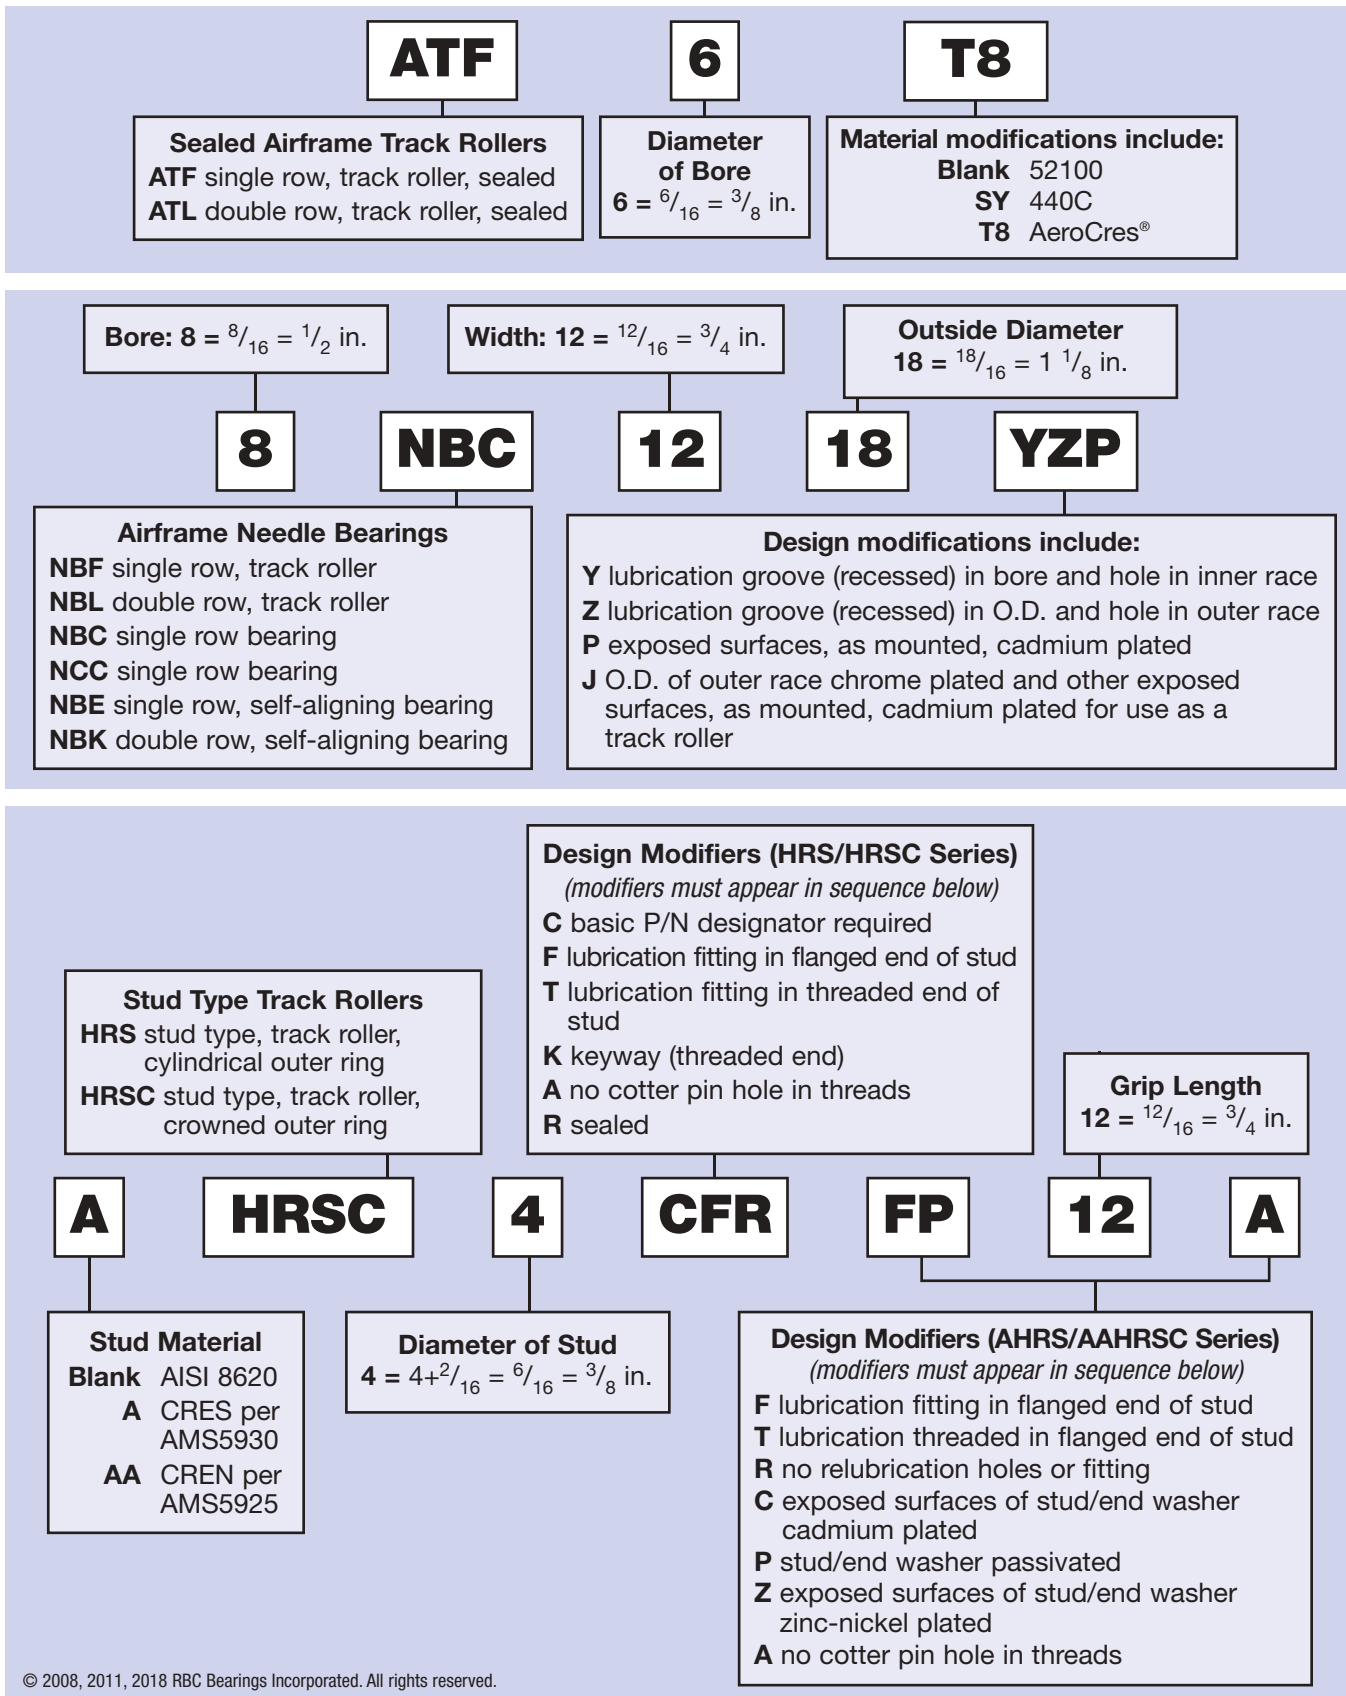 ATF 6 T8
Sealed Airframe Track Rollers
ATF single row, track roller, sealed
ATL double row, track roller, sealed
Diameter
of Bore
6 = 6/16 = 3/8 in.
Material modifications include:
Blank 52100
SY 440C
T8 AeroCres®
Bore: 8 = 8/16 = 1/2 in.
Width: 12 = 12/16 = 3/4 in.
Outside Diameter
18 = 18/16 = 1 1/8 in.
8 NBC 12 18 YZP
Airframe Needle Bearings
NBF single row, track roller
NBL double row, track roller
NBC single row bearing
NCC single row bearing
NBE single row, self-aligning bearing
NBK double row, self-aligning bearing
Design modifications include:
Y lubrication groove (recessed) in bore and hole in inner race
Z lubrication groove (recessed) in O.D. and hole in outer race
P exposed surfaces, as mounted, cadmium plated
J O.D. of outer race chrome plated and other exposed
surfaces, as mounted, cadmium plated for use as a
track roller
Design Modifiers (HRS/HRSC Series)
(modifiers must appear in sequence below)
C basic P/N designator required
F lubrication fitting in flanged end of stud
T lubrication fitting in threaded end of
stud
K keyway (threaded end)
A no cotter pin hole in threads
R sealed
Stud Type Track Rollers
HRS stud type, track roller,
cylindrical outer ring
HRSC stud type, track roller,
crowned outer ring
Grip Length
12 = 12/16 = 3/4 in.
A HRSC 4 CFR FP 12 A
Stud Material
Blank AISI 8620
A CRES per
AMS5930
AA CREN per
AMS5925
Diameter of Stud
4 = 4+2/16 = 6/16 = 3/8 in.
Design Modifiers (AHRS/AAHRSC Series)
(modifiers must appear in sequence below)
F lubrication fitting in flanged end of stud
T lubrication threaded in flanged end of stud
R no relubrication holes or fitting
C exposed surfaces of stud/end washer
cadmium plated
P stud/end washer passivated
Z exposed surfaces of stud/end washer
zinc-nickel plated
A no cotter pin hole in threads
© 2008, 2011, 2018 RBC Bearings Incorporated. All rights reserved.